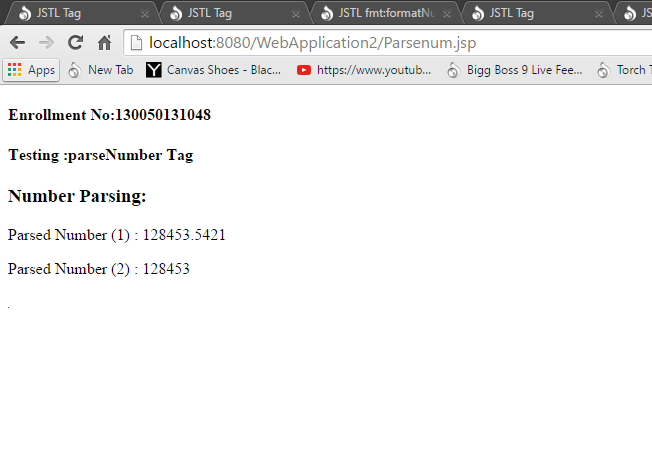 JSTL Tag
JSTL Tag
JSTL fmt:formatNu
JSTL Tag
localhost:8080/WebApplication2/Parsenum.jsp
Apps
New Tab
Canvas Shoes - Blac...
https://www.youtub...
Bigg Boss 9 Live Fee...
Torch T
Enrollment No:130050131048
Testing :parseNumber Tag
Number Parsing:
Parsed Number (1) : 128453.5421
Parsed Number (2) : 128453
.